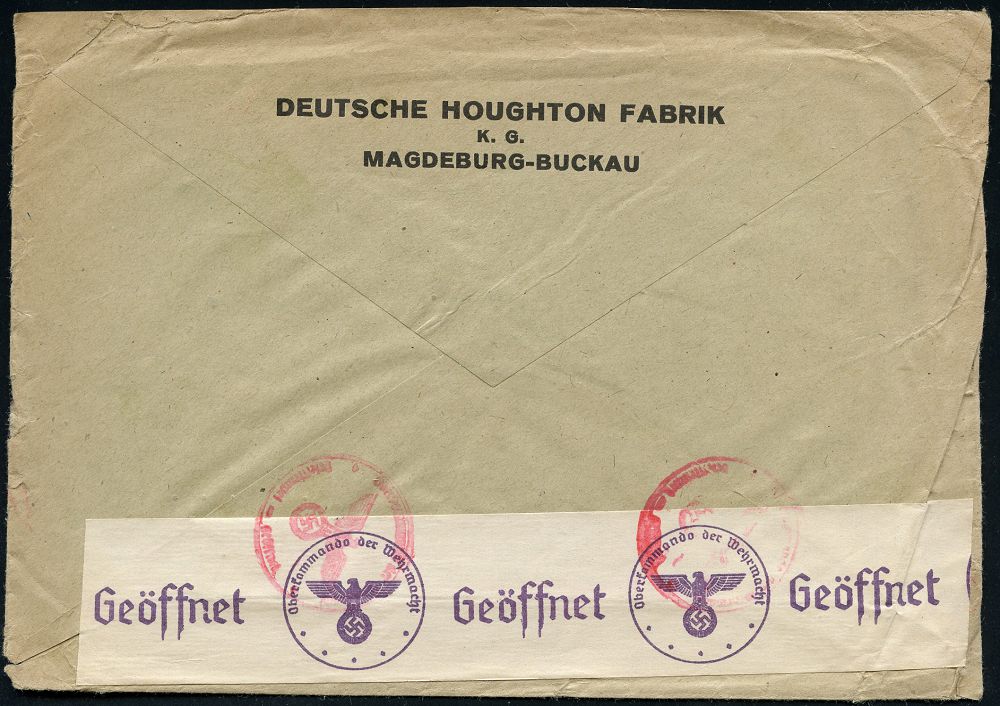 DEUTSCHE HOUGHTON FABRIK
K. G.
MAGDEBURG-BUCKAU
Geöffnet
Oberkommando der Wehrmacht
Geöffnet
Oberkommando der Wehrmacht
Geöffnet